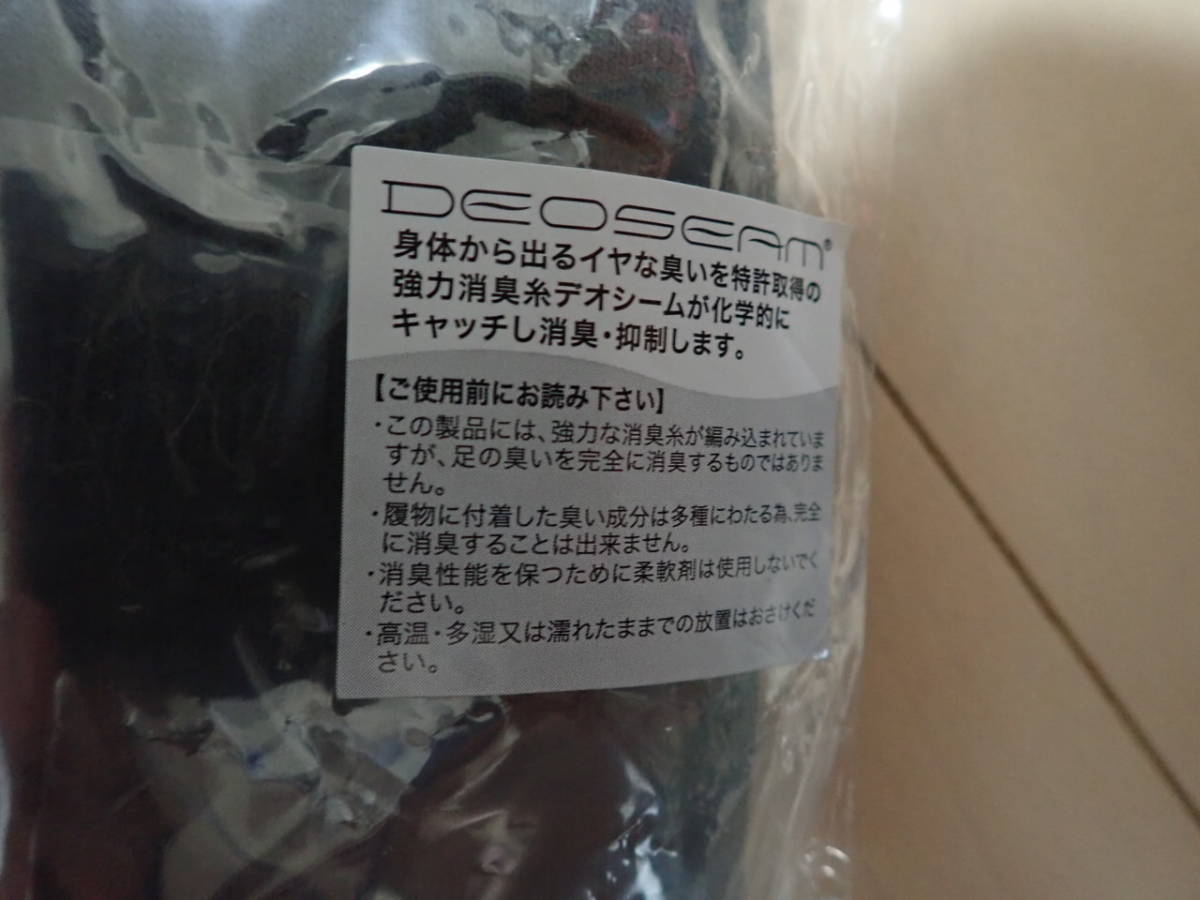 DEOSEAM®
身体から出るイヤな臭いを特許取得の
強力消臭糸デオシームが化学的に
キャッチし消臭・抑制します。
【ご使用前にお読み下さい】
・この製品には、強力な消臭糸が編み込まれていま
すが、足の臭いを完全に消臭するものではありま
せん。
・履物に付着した臭い成分は多種にわたる為、完全
に消臭することは出来ません。
・消臭性能を保つために柔軟剤は使用しないでく
ださい。
・高温・多湿又は濡れたままでの放置はおさけくだ
さい。